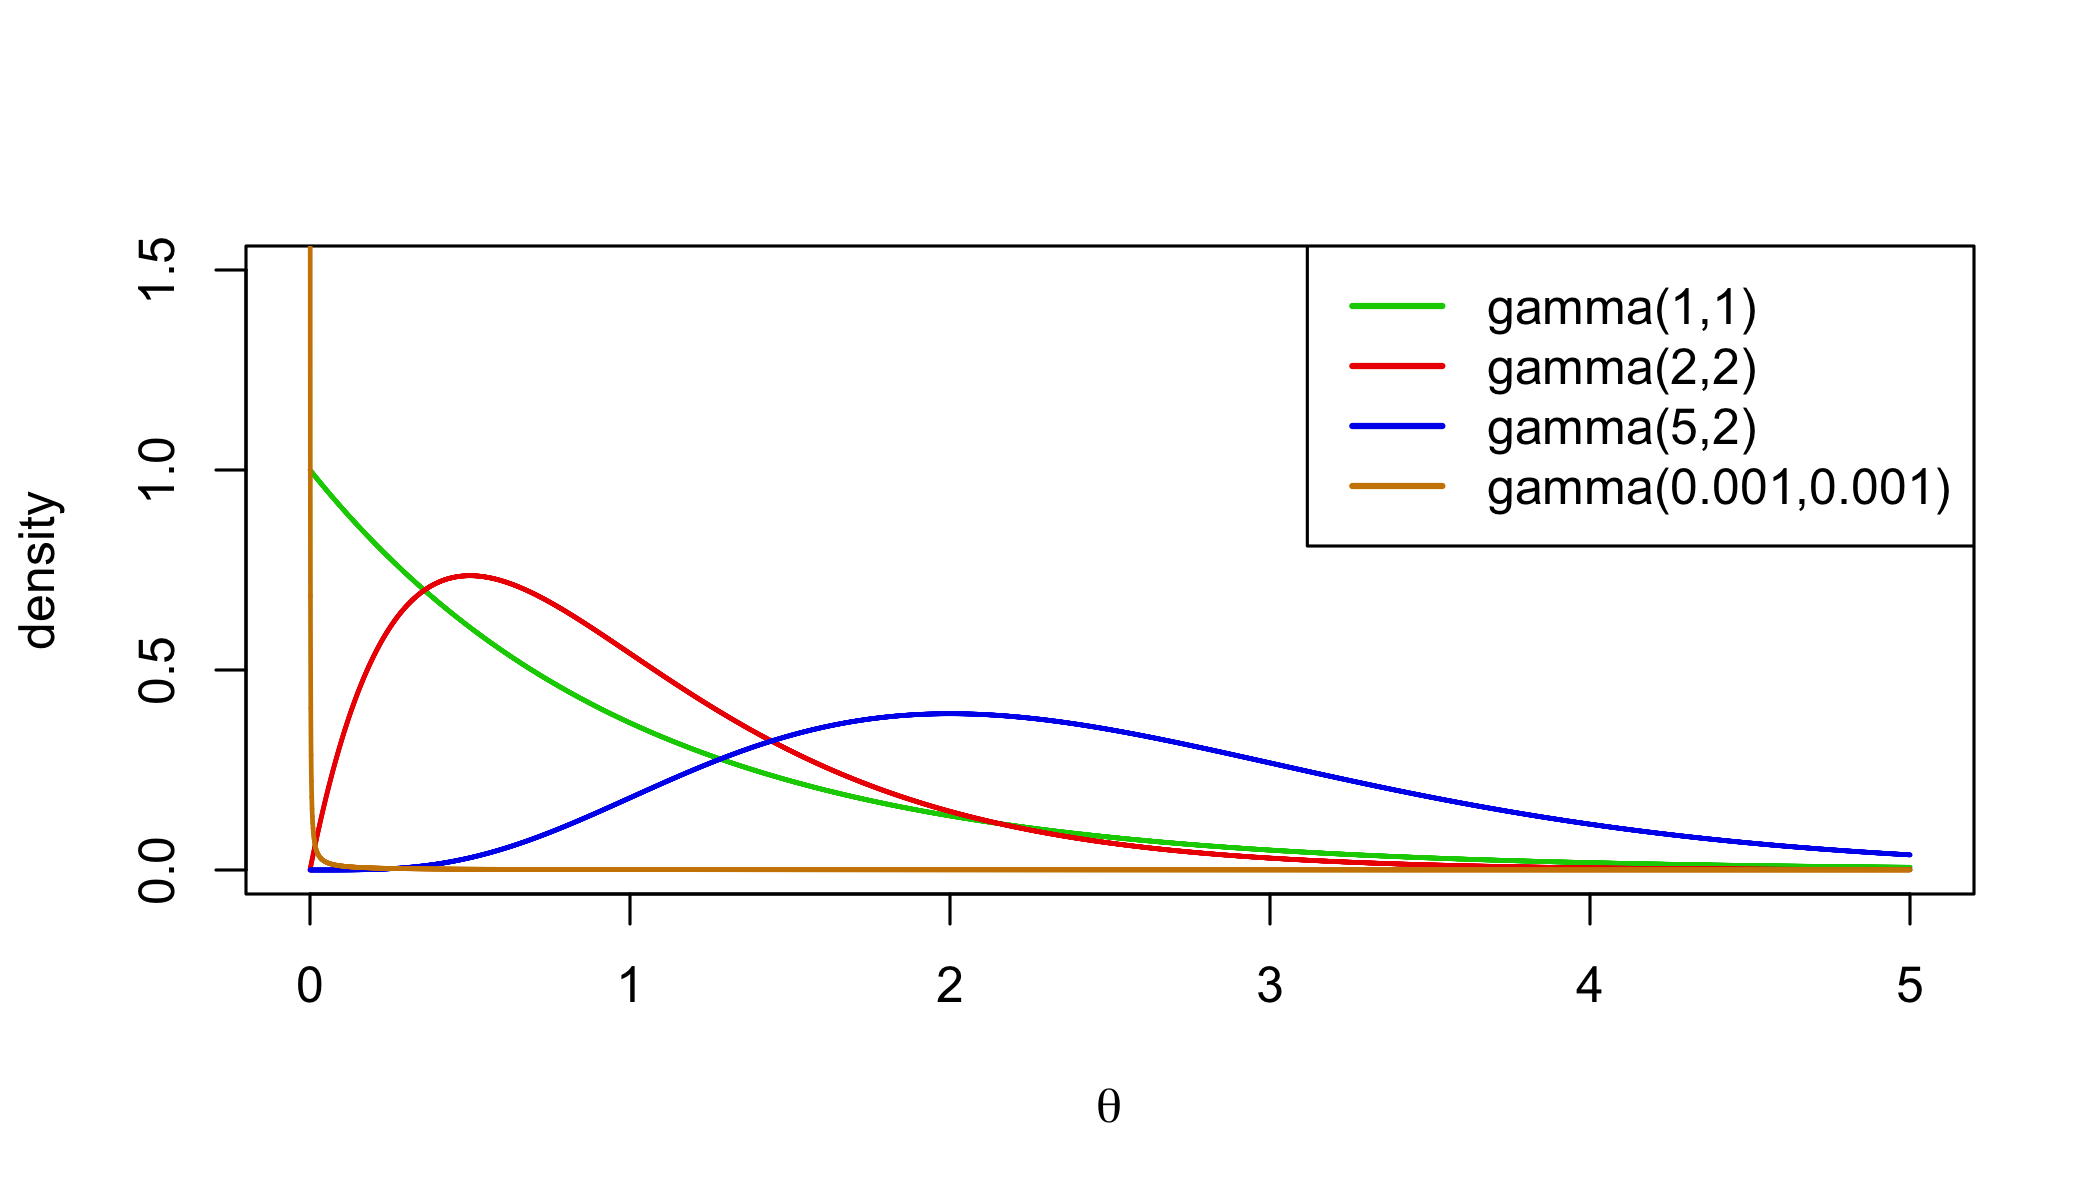 density
1.5
1.0
0.5
0.0
gamma(1,1)
gamma(2,2)
gamma(5,2)
gamma(0.001,0.001)
0 1 2 3 4 5
θ